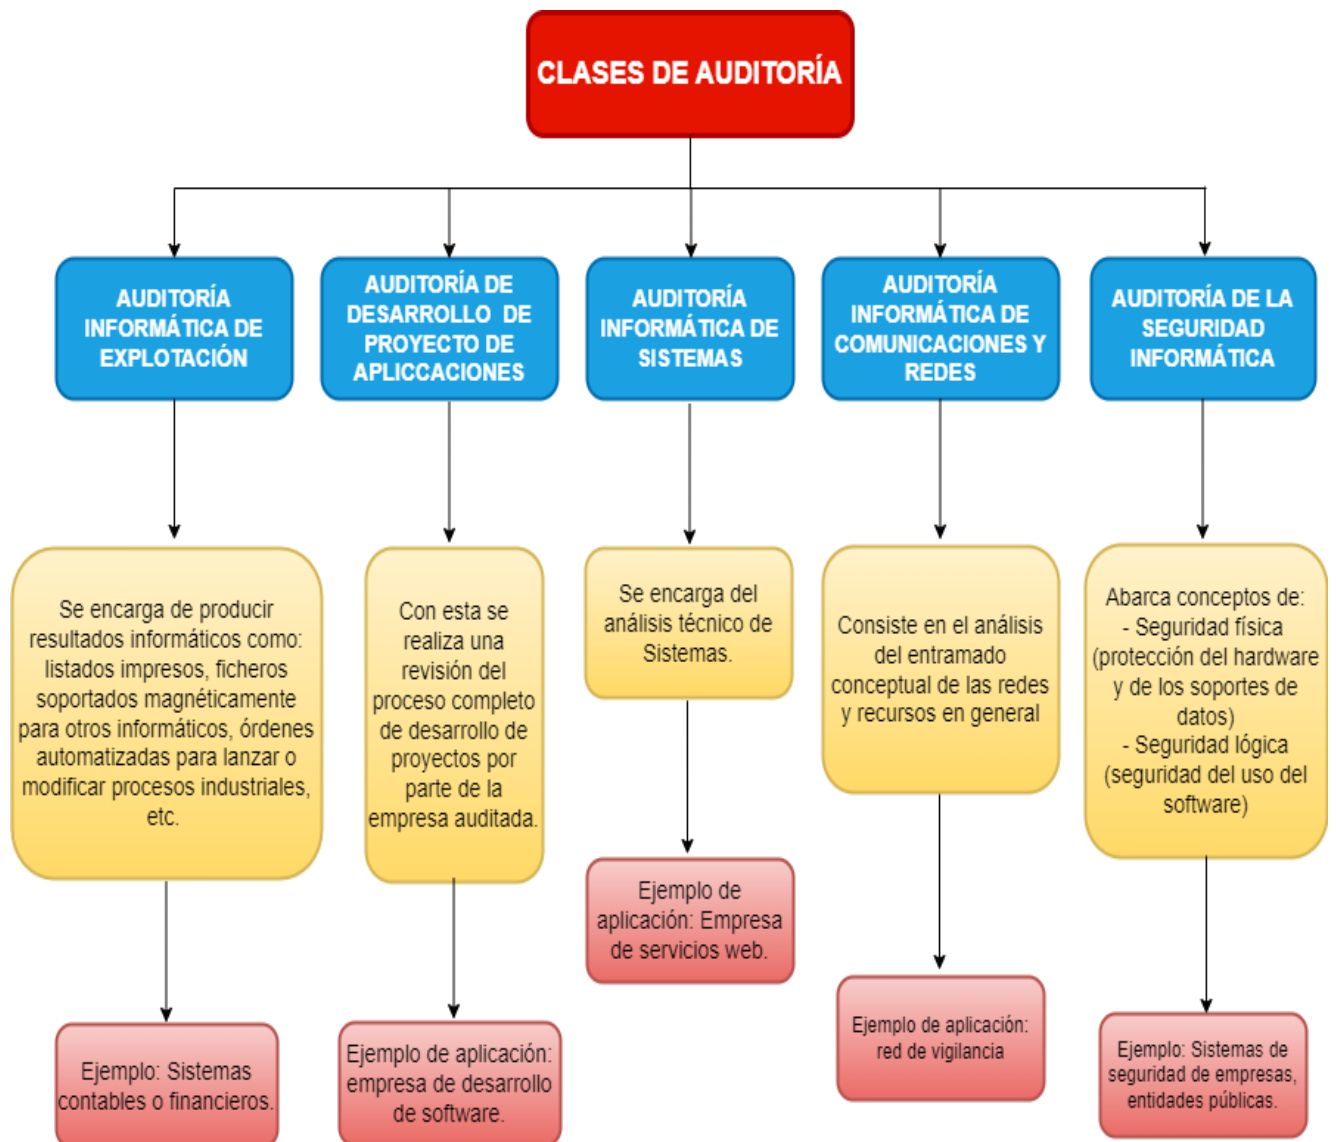 CLASES DE AUDITORÍA
AUDITORÍA
INFORMÁTICA DE
EXPLOTACIÓN
AUDITORÍA DE
DESARROLLO DE
PROYECTO DE
APLICCACIONES
AUDITORÍA
INFORMÁTICA DE
SISTEMAS
AUDITORÍA
INFORMÁTICA DE
COMUNICACIONES Y
REDES
AUDITORÍA DE LA
SEGURIDAD
INFORMÁTICA
Se encarga de producir
resultados informáticos como:
listados impresos, ficheros
soportados magnéticamente
para otros informáticos, órdenes
automatizadas para lanzar o
modificar procesos industriales,
etc.
Con esta se
realiza una
revisión del
proceso completo
de desarrollo de
proyectos por
parte de la
empresa auditada.
Se encarga del
análisis técnico de
Sistemas.
Consiste en el análisis
del entramado
conceptual de las redes
y recursos en general
Abarca conceptos de:
- Seguridad física
(protección del hardware
y de los soportes de
datos)
- Seguridad lógica
(seguridad del uso del
software)
Ejemplo: Sistemas
contables o financieros.
Ejemplo de aplicación:
empresa de desarrollo
de software.
Ejemplo de
aplicación: Empresa
de servicios web.
Ejemplo de aplicación:
red de vigilancia
Ejemplo: Sistemas de
seguridad de empresas,
entidades públicas.